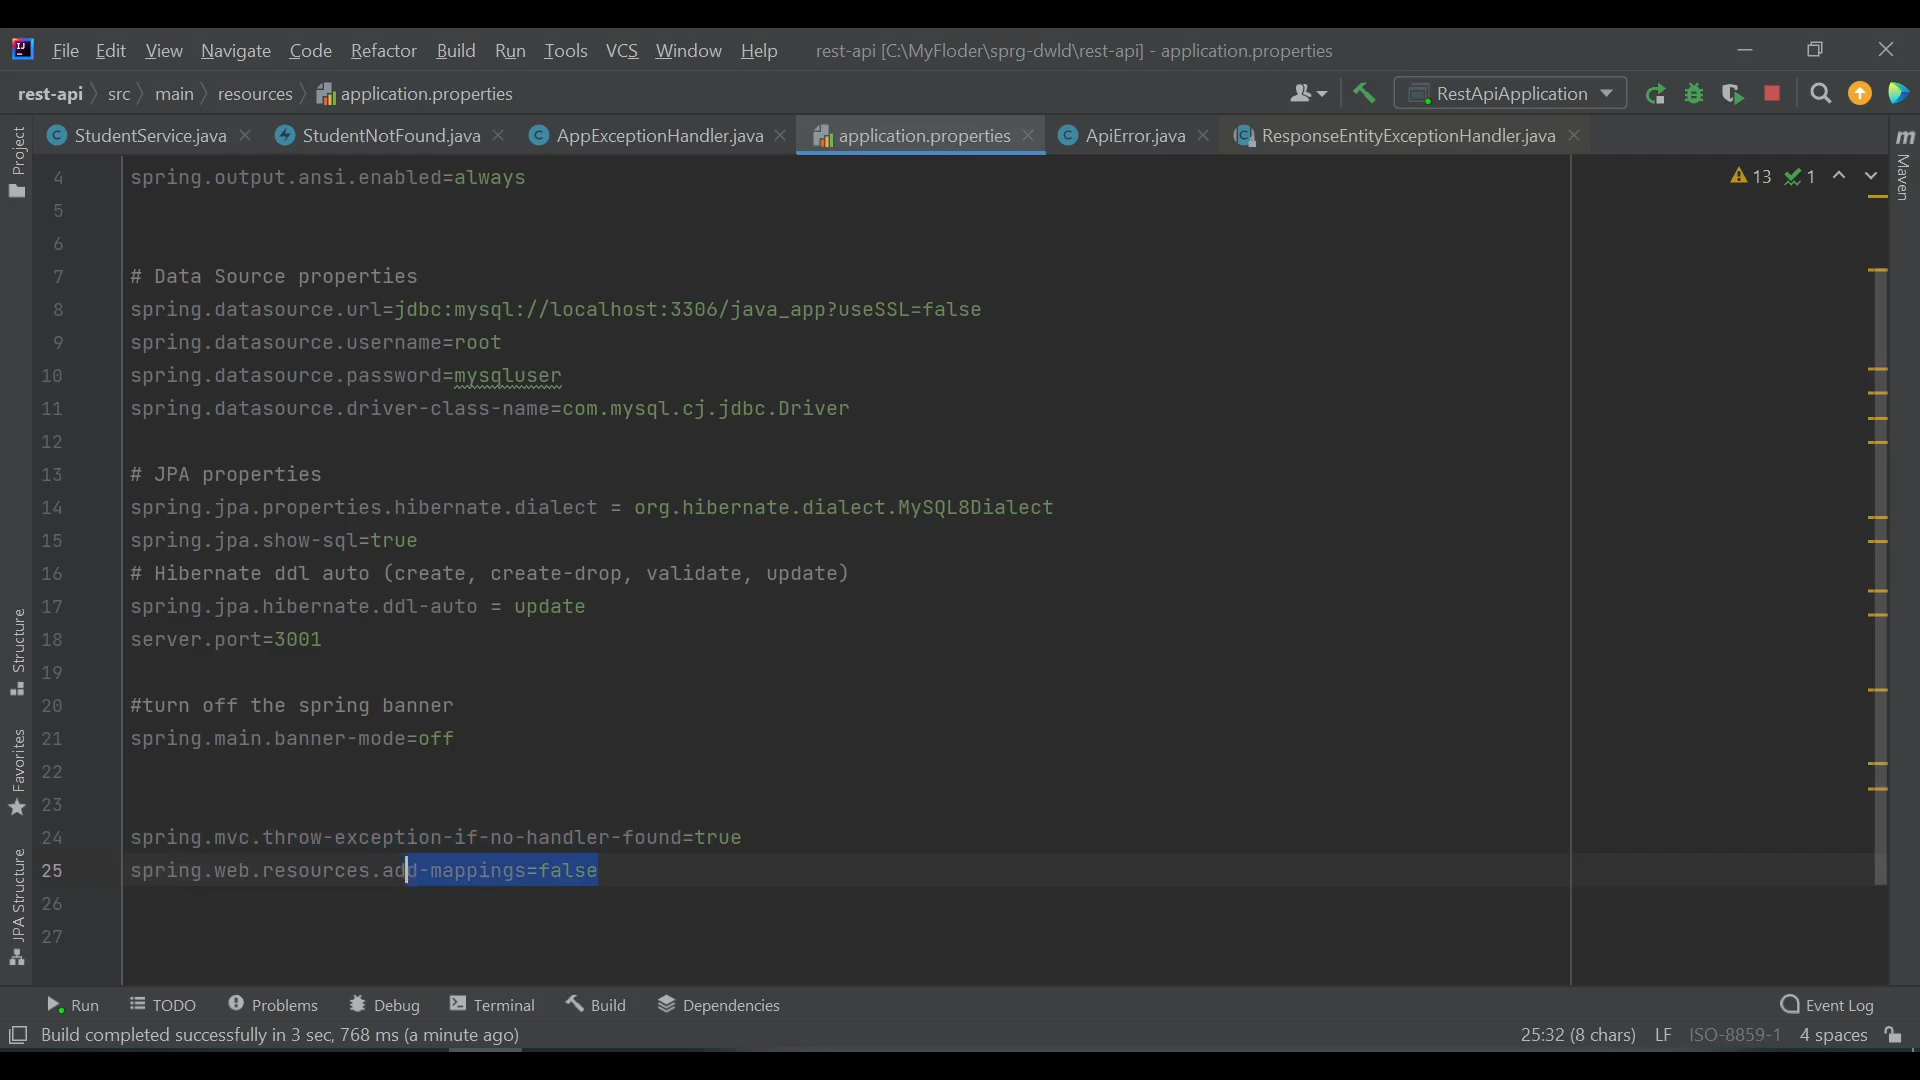 IJ
File Edit View Navigate Code Refactor Build Run Tools VCS Window Help rest-api [C:\MyFloder\sprg-dwld\rest-api] - application.properties
rest-api src main resources application.properties RestApiApplication
StudentService.java StudentNotFound.java AppExceptionHandler.java application.properties ApiError.java ResponseEntityExceptionHandler.java
Project
Structure
Favorites
JPA Structure
m Maven
13 1
4 spring.output.ansi.enabled=always
5
6
7 # Data Source properties
8 spring.datasource.url=jdbc:mysql://localhost:3306/java_app?useSSL=false
9 spring.datasource.username=root
10 spring.datasource.password=mysqluser
11 spring.datasource.driver-class-name=com.mysql.cj.jdbc.Driver
12
13 # JPA properties
14 spring.jpa.properties.hibernate.dialect = org.hibernate.dialect.MySQL8Dialect
15 spring.jpa.show-sql=true
16 # Hibernate ddl auto (create, create-drop, validate, update)
17 spring.jpa.hibernate.ddl-auto = update
18 server.port=3001
19
20 #turn off the spring banner
21 spring.main.banner-mode=off
22
23
24 spring.mvc.throw-exception-if-no-handler-found=true
25 spring.web.resources.add-mappings=false
26
27
Run TODO Problems Debug Terminal Build Dependencies Event Log
Build completed successfully in 3 sec, 768 ms (a minute ago) 25:32 (8 chars) LF ISO-8859-1 4 spaces